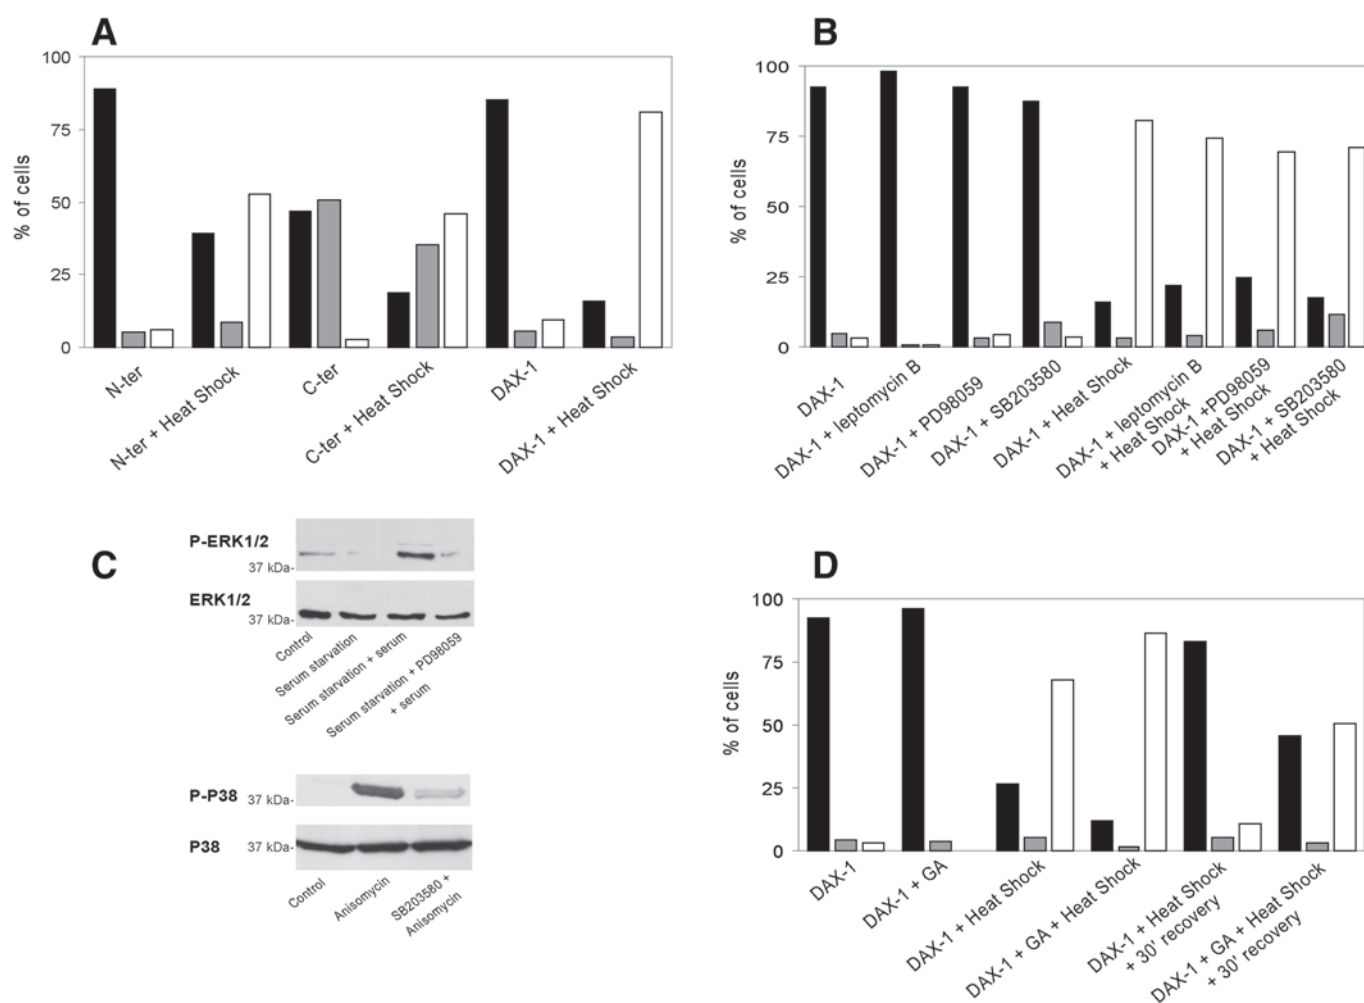 A
100
75
50
25
0
% of cells
N-ter
N-ter + Heat Shock
C-ter
C-ter + Heat Shock
DAX-1
DAX-1 + Heat Shock
B
100
75
50
25
0
% of cells
DAX-1
DAX-1 + leptomycin B
DAX-1 + PD98059
DAX-1 + SB203580
DAX-1 + Heat Shock
DAX-1 + leptomycin B
+ Heat Shock
DAX-1 +PD98059
+ Heat Shock
DAX-1 + SB203580
+ Heat Shock
C
P-ERK1/2
37 kDa-
ERK1/2
37 kDa-
Control
Serum starvation
Serum starvation + serum
Serum starvation + PD98059
+ serum
P-P38
37 kDa-
P38
37 kDa-
Control
Anisomycin
SB203580 +
Anisomycin
D
100
75
50
25
0
% of cells
DAX-1
DAX-1 + GA
DAX-1 + Heat Shock
DAX-1 + GA + Heat Shock
DAX-1 + Heat Shock
+ 30' recovery
DAX-1 + GA + Heat Shock
+ 30' recovery